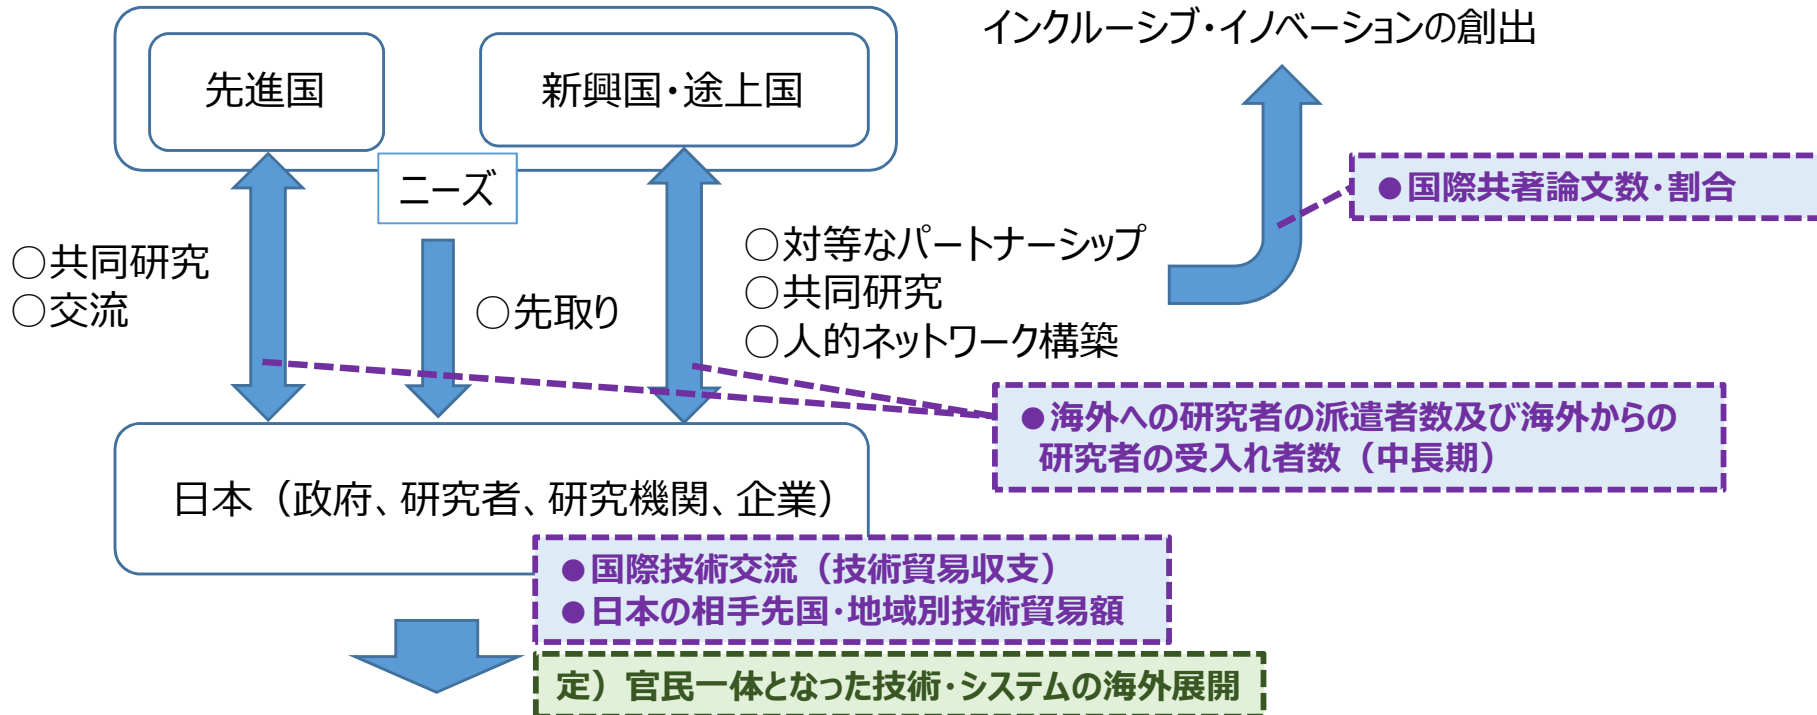 インクルーシブ・イノベーションの創出
先進国
新興国・途上国
ニーズ
●国際共著論文数・割合
○共同研究
○交流
○先取り
○対等なパートナーシップ
○共同研究
○人的ネットワーク構築
●海外への研究者の派遣者数及び海外からの
研究者の受入れ者数（中長期）
日本（政府、研究者、研究機関、企業）
●国際技術交流（技術貿易収支）
●日本の相手先国・地域別技術貿易額
定）官民一体となった技術・システムの海外展開